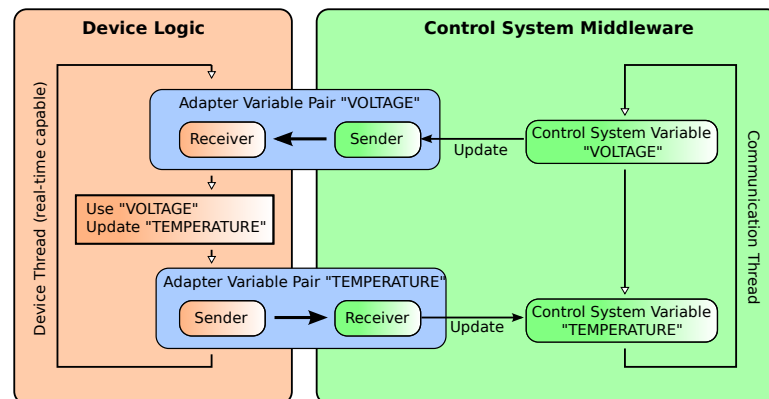 Device Logic
Control System Middleware
Device Thread (real-time capable)
Adapter Variable Pair "VOLTAGE"
Receiver
Sender
Update
Control System Variable
"VOLTAGE"
Communication Thread
Use "VOLTAGE"
Update "TEMPERATURE"
Adapter Variable Pair "TEMPERATURE"
Sender
Receiver
Update
Control System Variable
"TEMPERATURE"